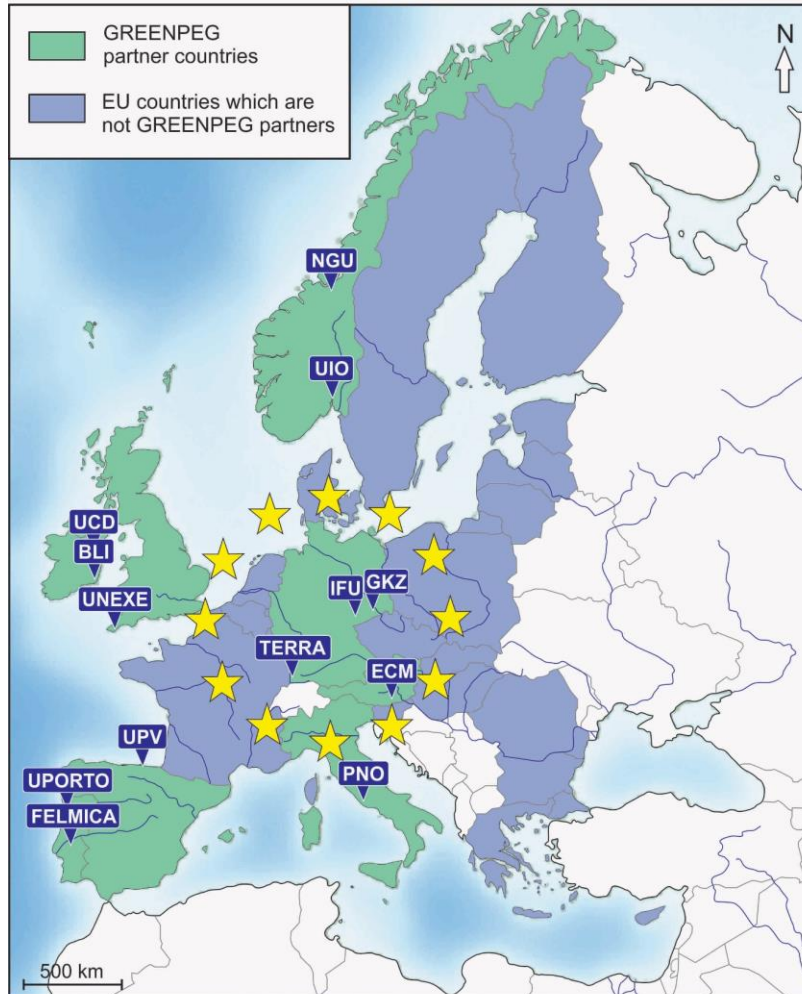 GREENPEG
partner countries
EU countries which are
not GREENPEG partners
N
NGU
UIO
UCD
BLI
UNEXE
IFU
GKZ
TERRA
ECM
UPV
UPORTO
PNO
FELMICA
500 km